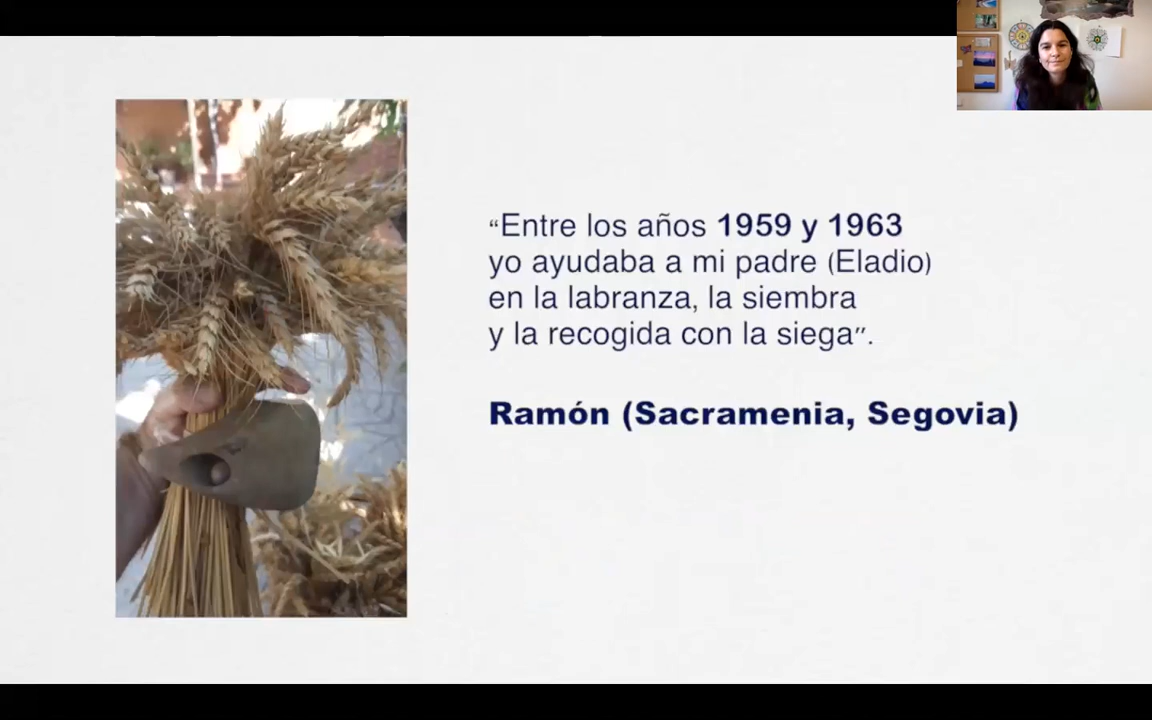 “Entre los años 1959 y 1963
yo ayudaba a mi padre (Eladio)
en la labranza, la siembra
y la recogida con la siega”.
Ramón (Sacramenia, Segovia)